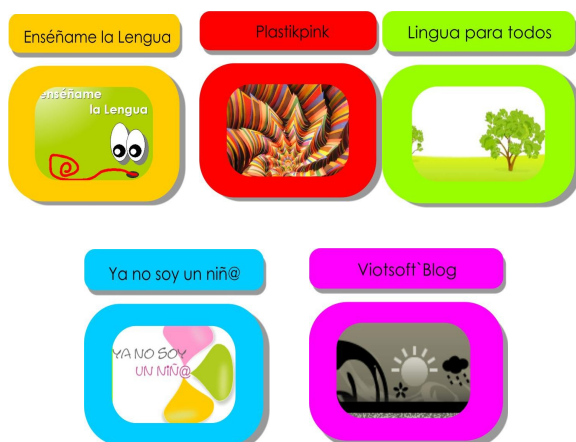 Enséñame la Lengua
Plastikpink
Lingua para todos
enséñame
la Lengua
Ya no soy un niñ@
Viotsoft`Blog
YA NO SOY
UN NIÑ@